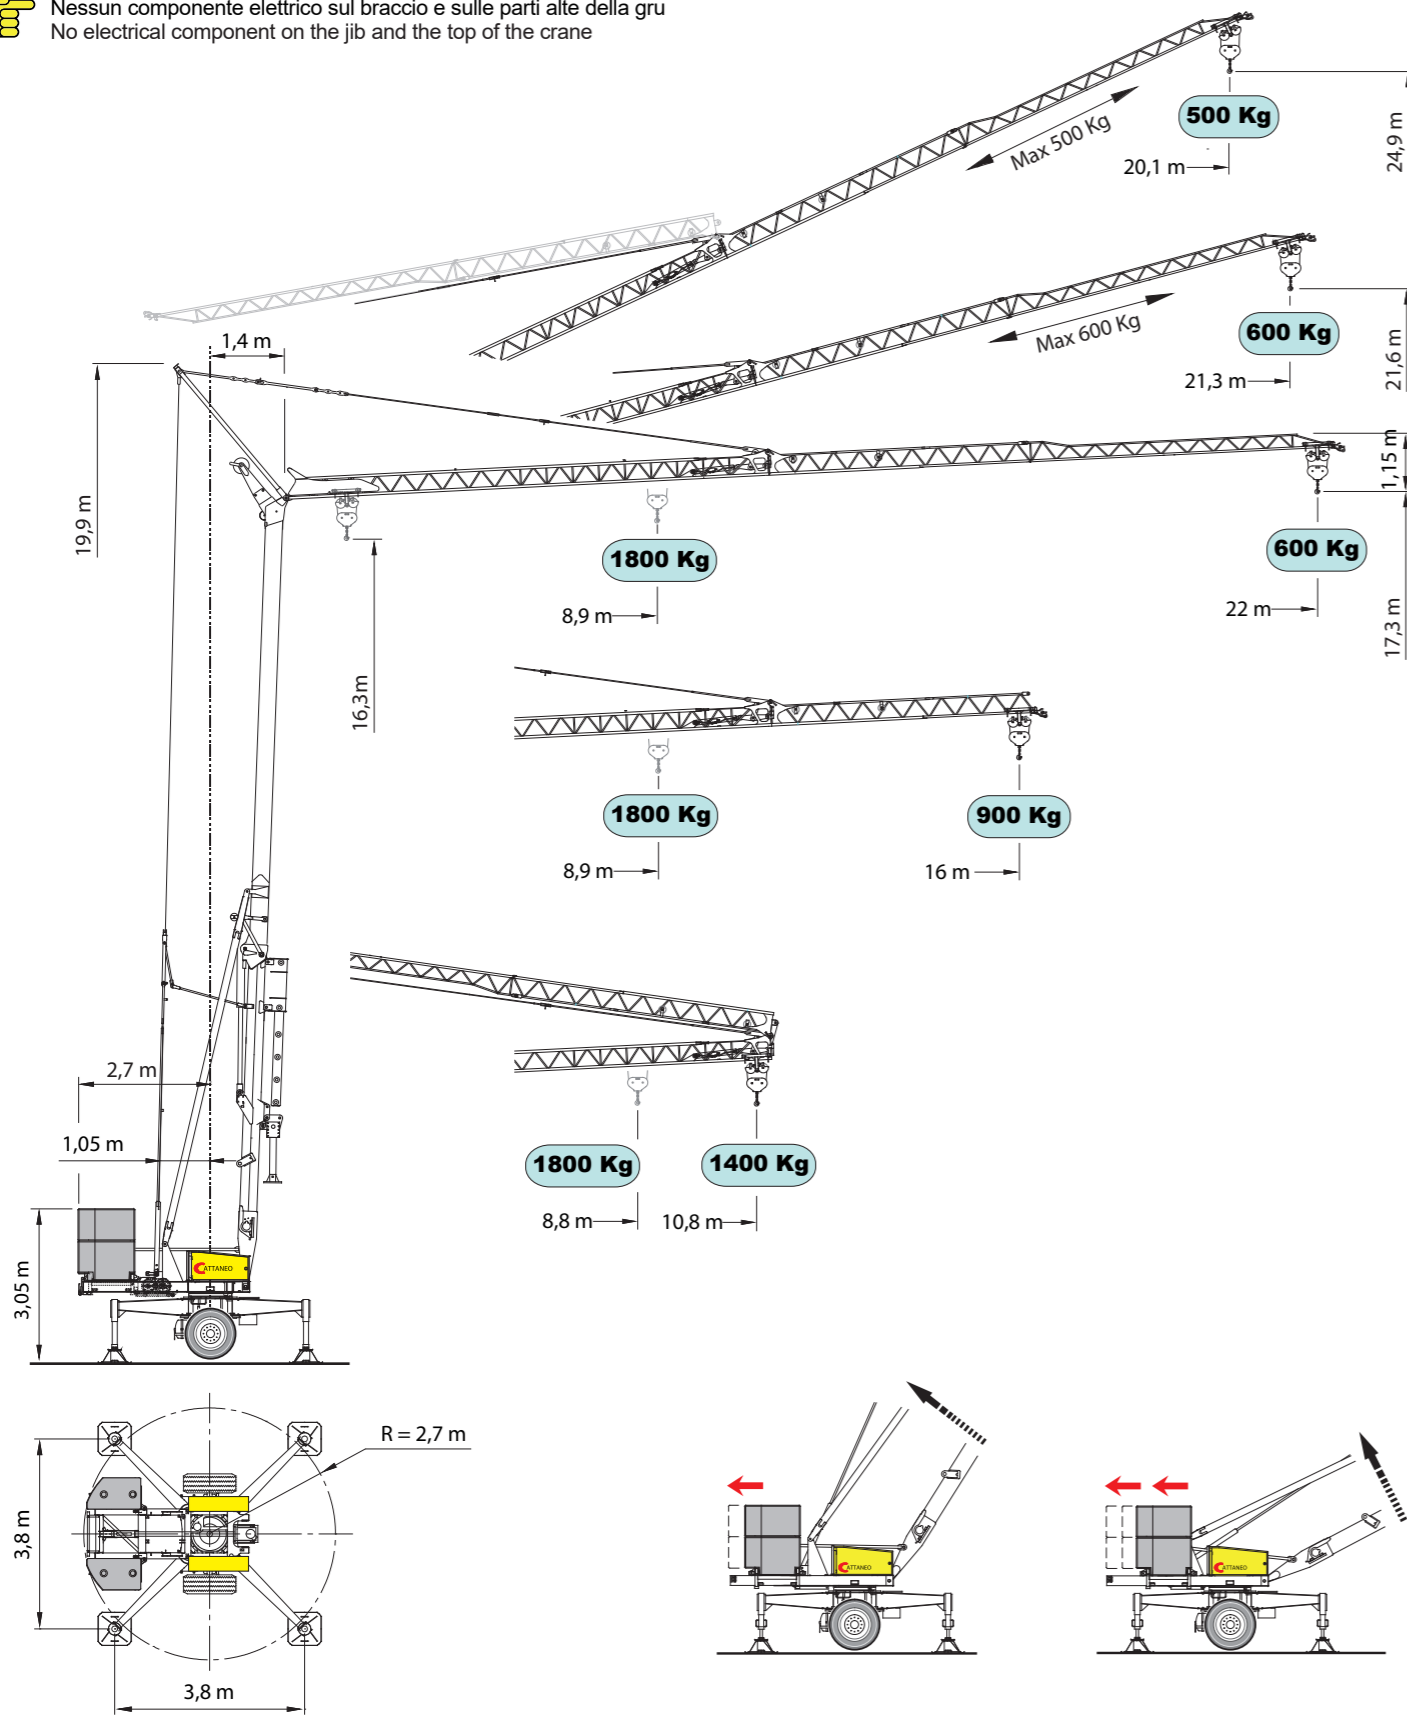 Nessun componente elettrico sul braccio e sulle parti alte della gru
No electrical component on the jib and the top of the crane
500 Kg
Max 500 Kg
20,1 m
24,9 m
600 Kg
Max 600 Kg
21,3 m
21,6 m
1,4 m
19,9 m
1,15 m
1800 Kg
600 Kg
8,9 m
22 m
17,3 m
16,3m
1800 Kg
900 Kg
8,9 m
16 m
2,7 m
1,05 m
1800 Kg
1400 Kg
8,8 m
10,8 m
3,05 m
CATTANEO
R = 2,7 m
3,8 m
3,8 m
CATTANEO
CATTANEO